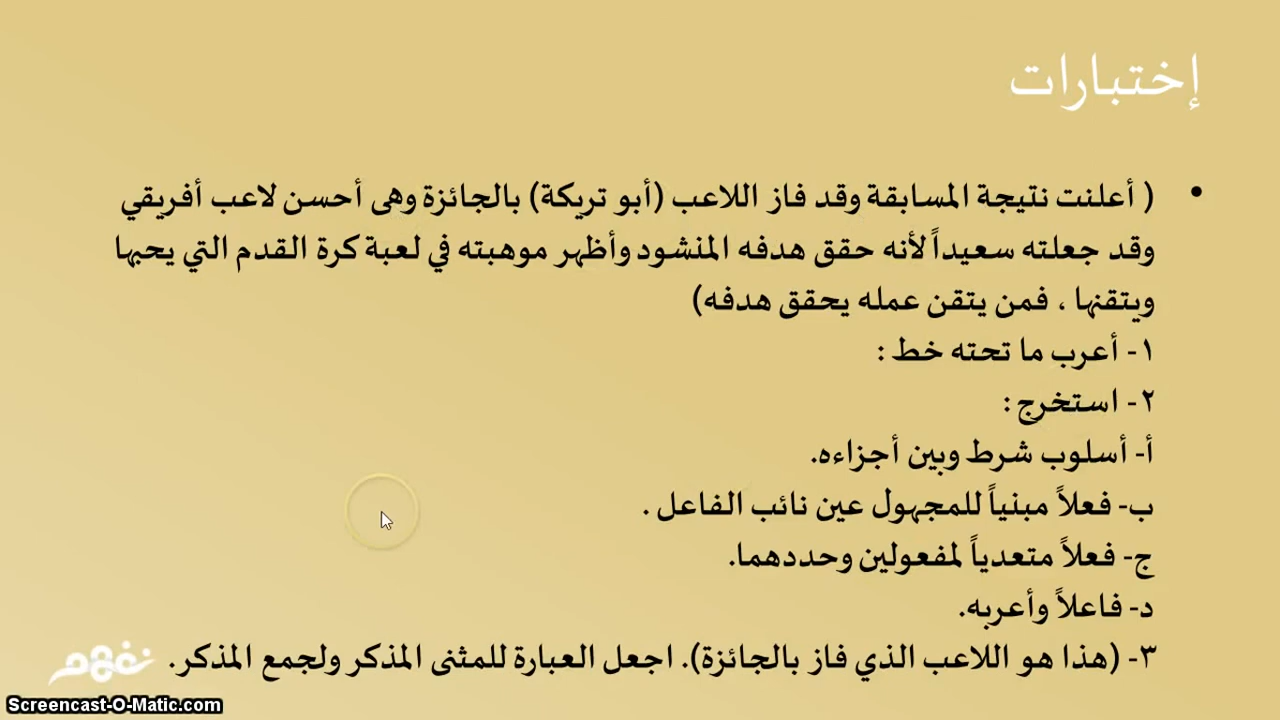 إختبارات
• ( أعلنت نتيجة المسابقة وقد فاز اللاعب (أبو تريكة) بالجائزة وهى أحسن لاعب أفريقي
وقد جعلته سعيداً لأنه حقق هدفه المنشود وأظهر موهبته في لعبة كرة القدم التي يحبها
ويتقنها ، فمن يتقن عمله يحقق هدفه)
١- أعرب ما تحته خط :
٢- استخرج :
أ- أسلوب شرط وبين أجزاءه.
ب- فعلاً مبنياً للمجهول عين نائب الفاعل .
ج- فعلاً متعدياً لمفعولين وحددهما.
د- فاعلاً وأعربه.
٣- (هذا هو اللاعب الذي فاز بالجائزة). اجعل العبارة للمثنى المذكر ولجمع المذكر.
نفهم
Screencast-O-Matic.com